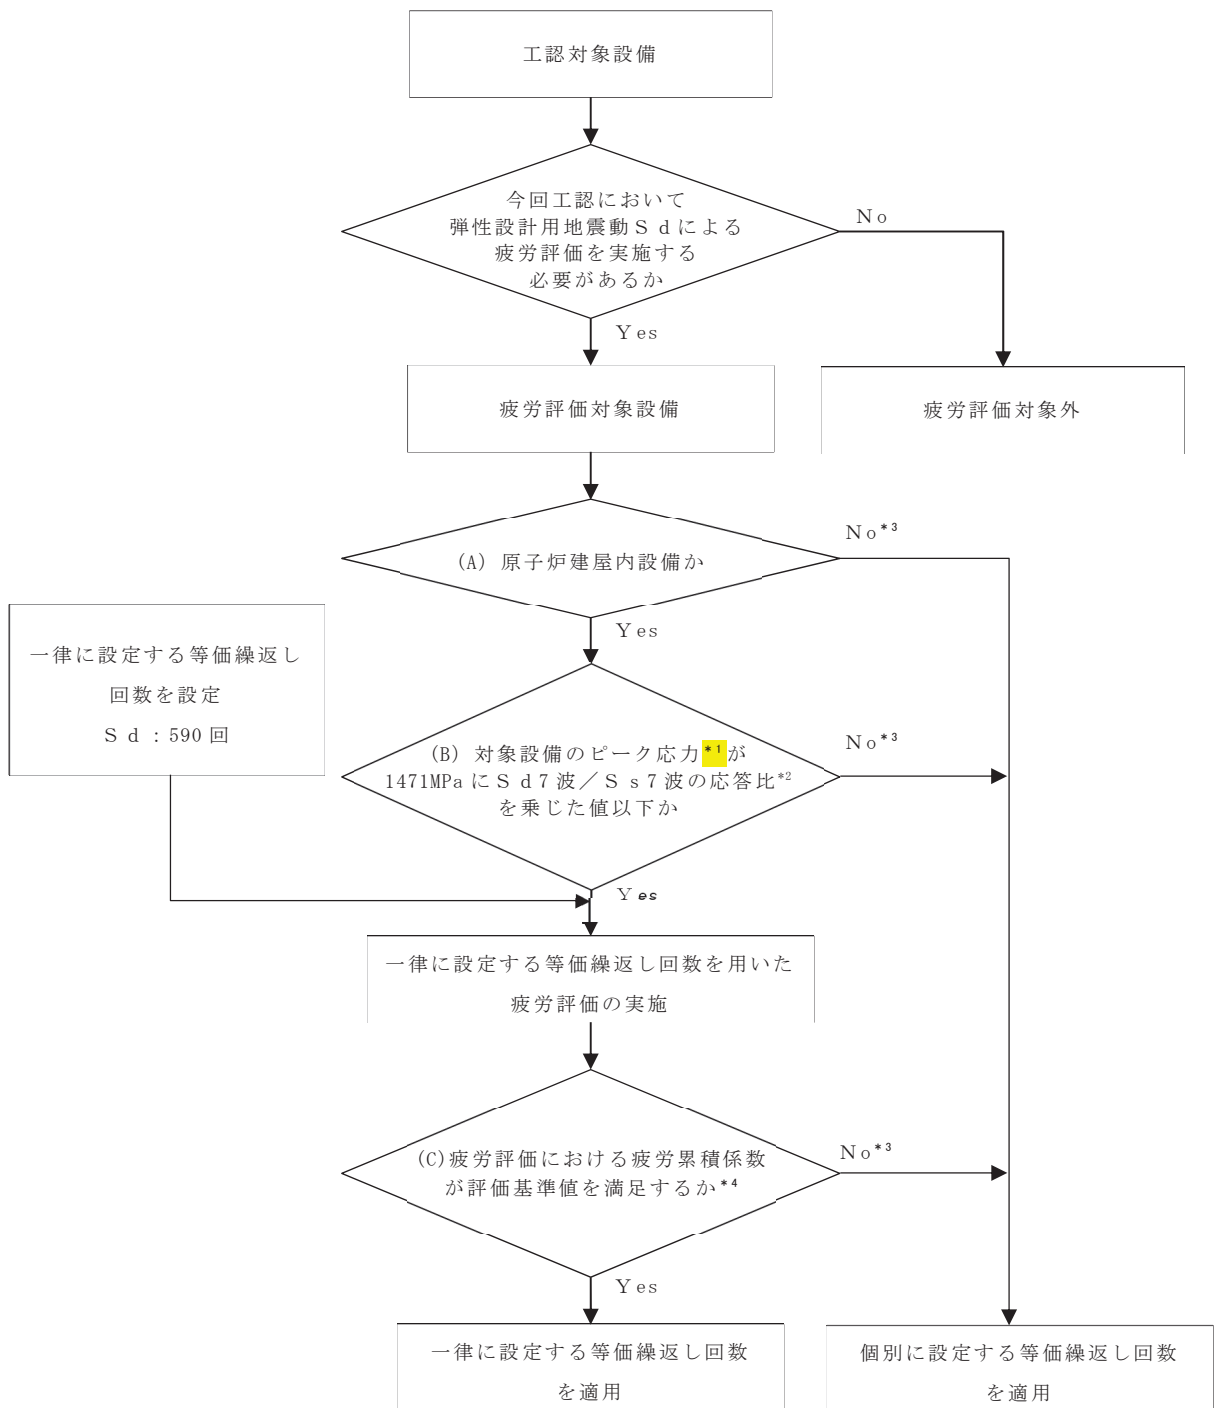 工認対象設備
今回工認において
弾性設計用地震動Ｓｄによる
疲労評価を実施する
必要があるか
No
Yes
疲労評価対象設備
疲労評価対象外
(A) 原子炉建屋内設備か
No*3
Yes
一律に設定する等価繰返し
回数を設定
Ｓｄ：590 回
(B) 対象設備のピーク応力*1が
1471MPa にＳｄ7 波／Ｓｓ7 波の応答比*2
を乗じた値以下か
No*3
Yes
一律に設定する等価繰返し回数を用いた
疲労評価の実施
(C)疲労評価における疲労累積係数
が評価基準値を満足するか*4
No*3
Yes
一律に設定する等価繰返し回数
を適用
個別に設定する等価繰返し回数
を適用